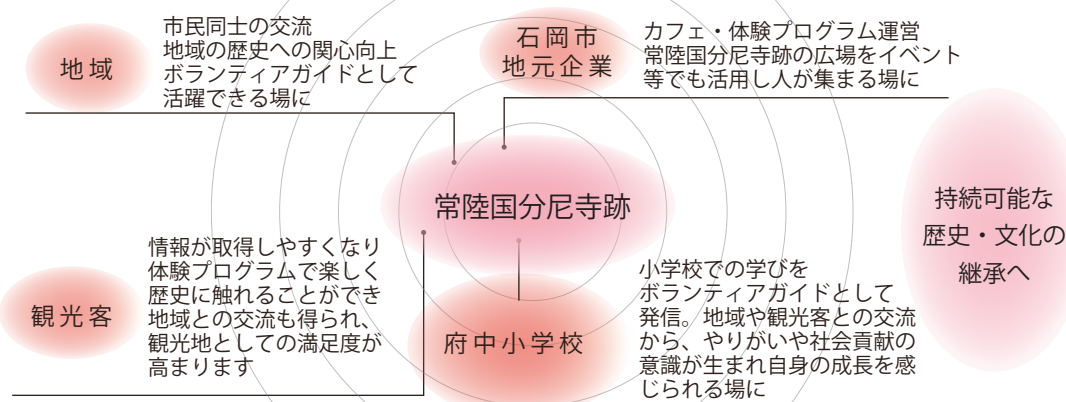 地域
市民同士の交流
地域の歴史への関心向上
ボランティアガイドとして
活躍できる場に
石岡市
地元企業
カフェ・体験プログラム運営
常陸国分尼寺跡の広場をイベント
等でも活用し人が集まる場に
常陸国分尼寺跡
持続可能な
歴史・文化の
継承へ
観光客
情報が取得しやすくなり
体験プログラムで楽しく
歴史に触れることができ
地域との交流も得られ、
観光地としての満足度が
高まります
府中小学校
小学校での学びを
ボランティアガイドとして
発信。地域や観光客との交流
から、やりがいや社会貢献の
意識が生まれ自身の成長を感
じられる場に